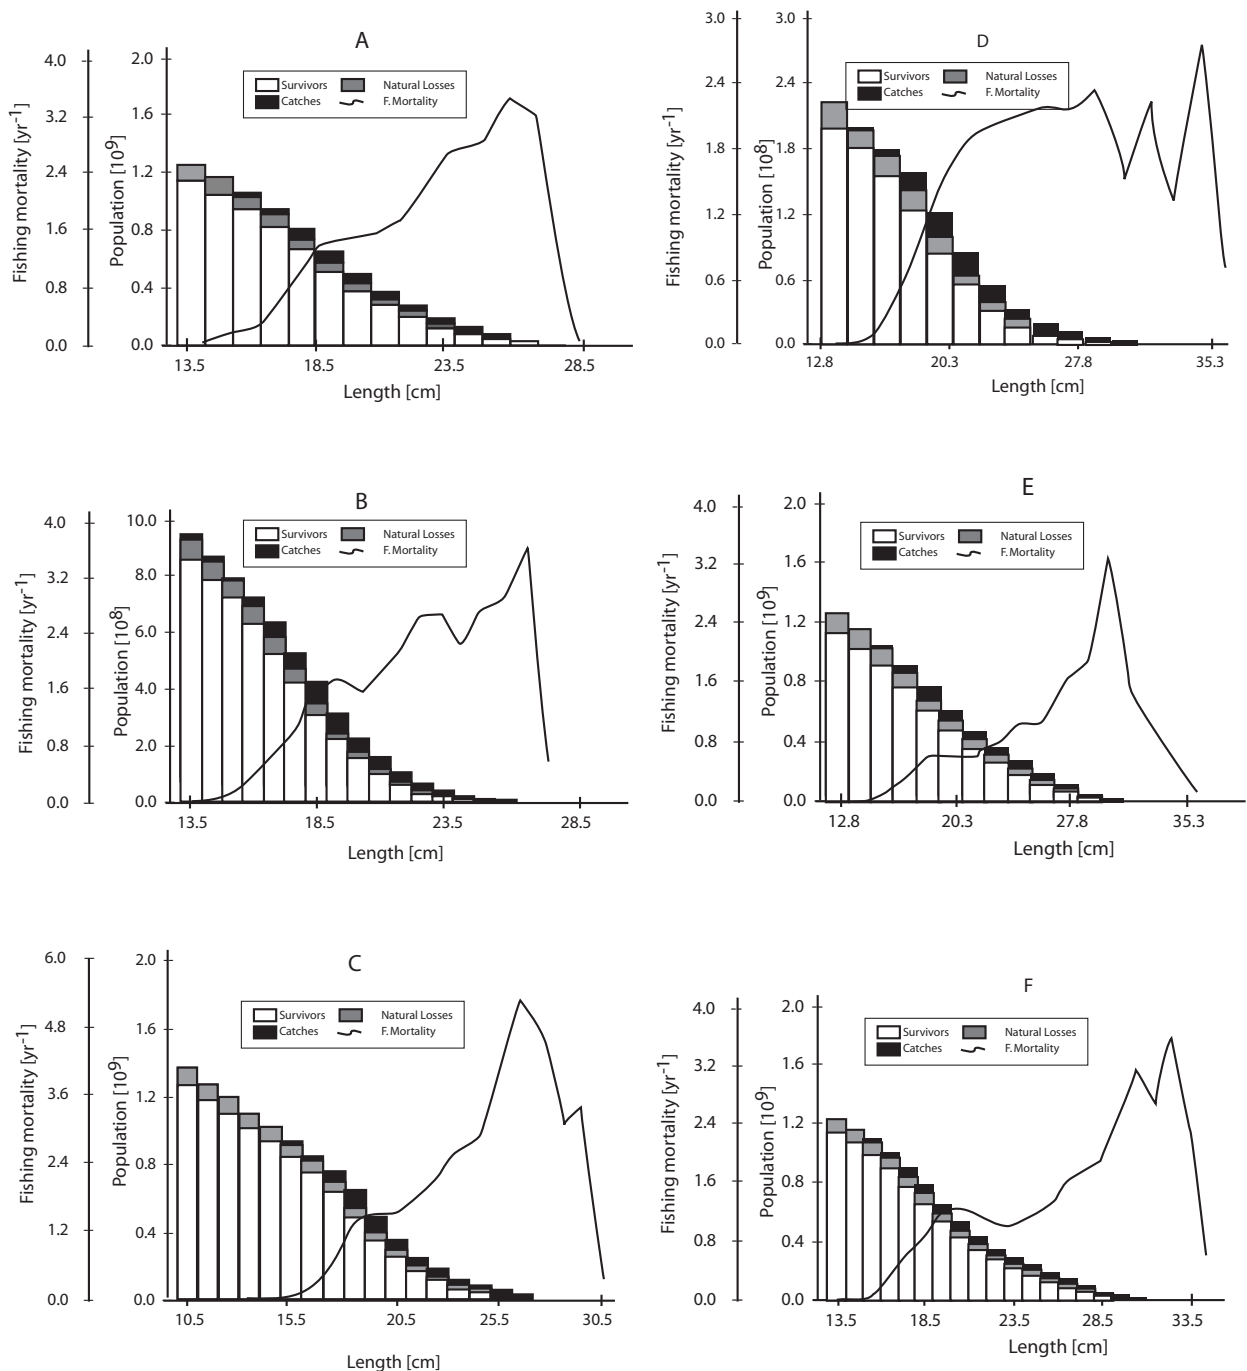 A
Fishing mortality [yr-1]
4.0
3.2
2.4
1.6
0.8
0.0
Population [10^9]
2.0
1.6
1.2
0.8
0.4
0.0
Survivors Natural Losses
Catches F. Mortality
13.5 18.5 23.5 28.5
Length [cm]
D
Fishing mortality [yr-1]
3.0
2.4
1.8
1.2
0.6
0.0
Population [10^8]
3.0
2.4
1.8
1.2
0.6
0.0
Survivors Natural Losses
Catches F. Mortality
12.8 20.3 27.8 35.3
Length [cm]
B
Fishing mortality [yr-1]
4.0
3.2
2.4
1.6
0.8
0.0
Population [10^8]
10.0
8.0
6.0
4.0
2.0
0.0
Survivors Natural Losses
Catches F. Mortality
13.5 18.5 23.5 28.5
Length [cm]
E
Fishing mortality [yr-1]
4.0
3.2
2.4
1.6
0.8
0.0
Population [10^9]
2.0
1.6
1.2
0.8
0.4
0.0
Survivors Natural Losses
Catches F. Mortality
12.8 20.3 27.8 35.3
Length [cm]
C
Fishing mortality [yr-1]
6.0
4.8
3.6
2.4
1.2
0.0
Population [10^9]
2.0
1.6
1.2
0.8
0.4
0.0
Survivors Natural Losses
Catches F. Mortality
10.5 15.5 20.5 25.5 30.5
Length [cm]
F
Fishing mortality [yr-1]
4.0
3.2
2.4
1.6
0.8
0.0
Population [10^9]
2.0
1.6
1.2
0.8
0.4
0.0
Survivors Natural Losses
Catches F. Mortality
13.5 18.5 23.5 28.5 33.5
Length [cm]